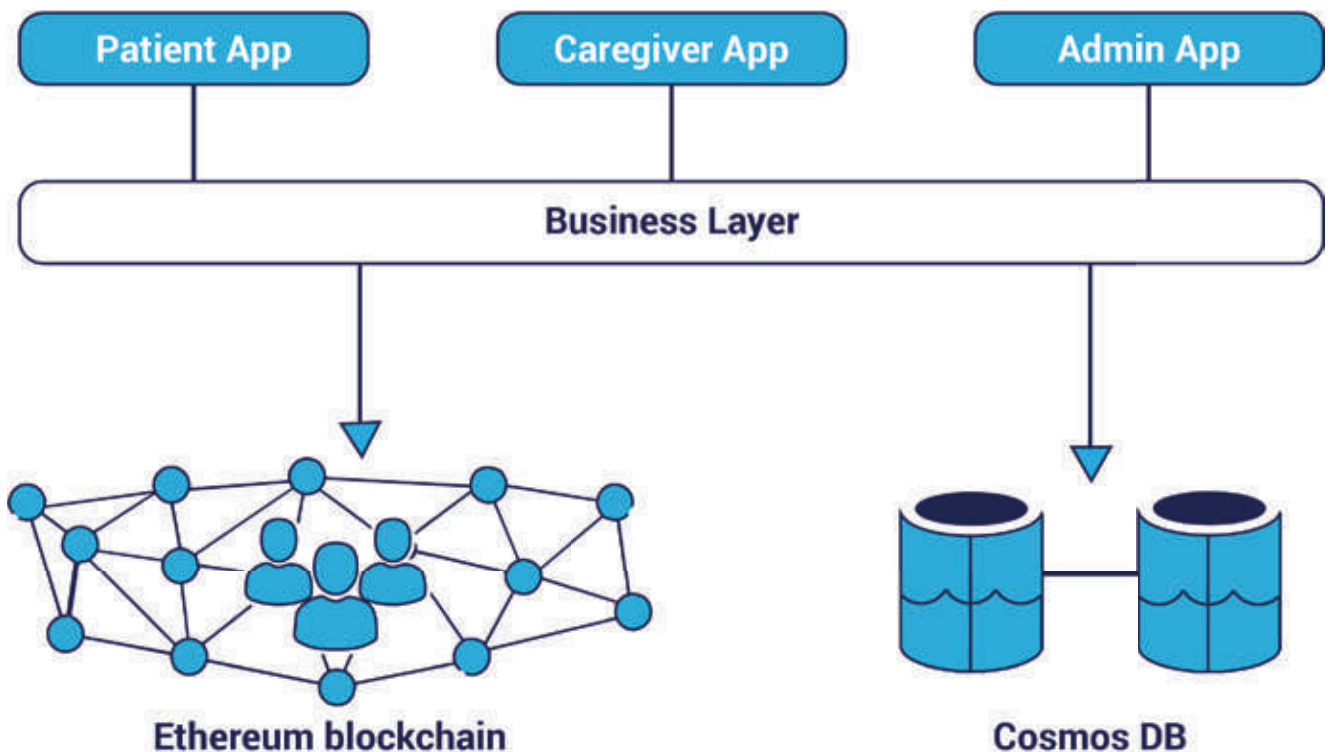 Patient App
Caregiver App
Admin App
Business Layer
Ethereum blockchain
Cosmos DB